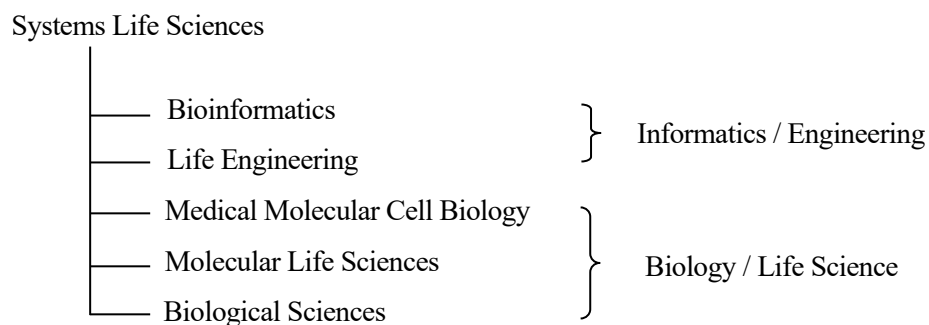 Systems Life Sciences
Bioinformatics
Life Engineering
Informatics / Engineering
Medical Molecular Cell Biology
Molecular Life Sciences
Biological Sciences
Biology / Life Science